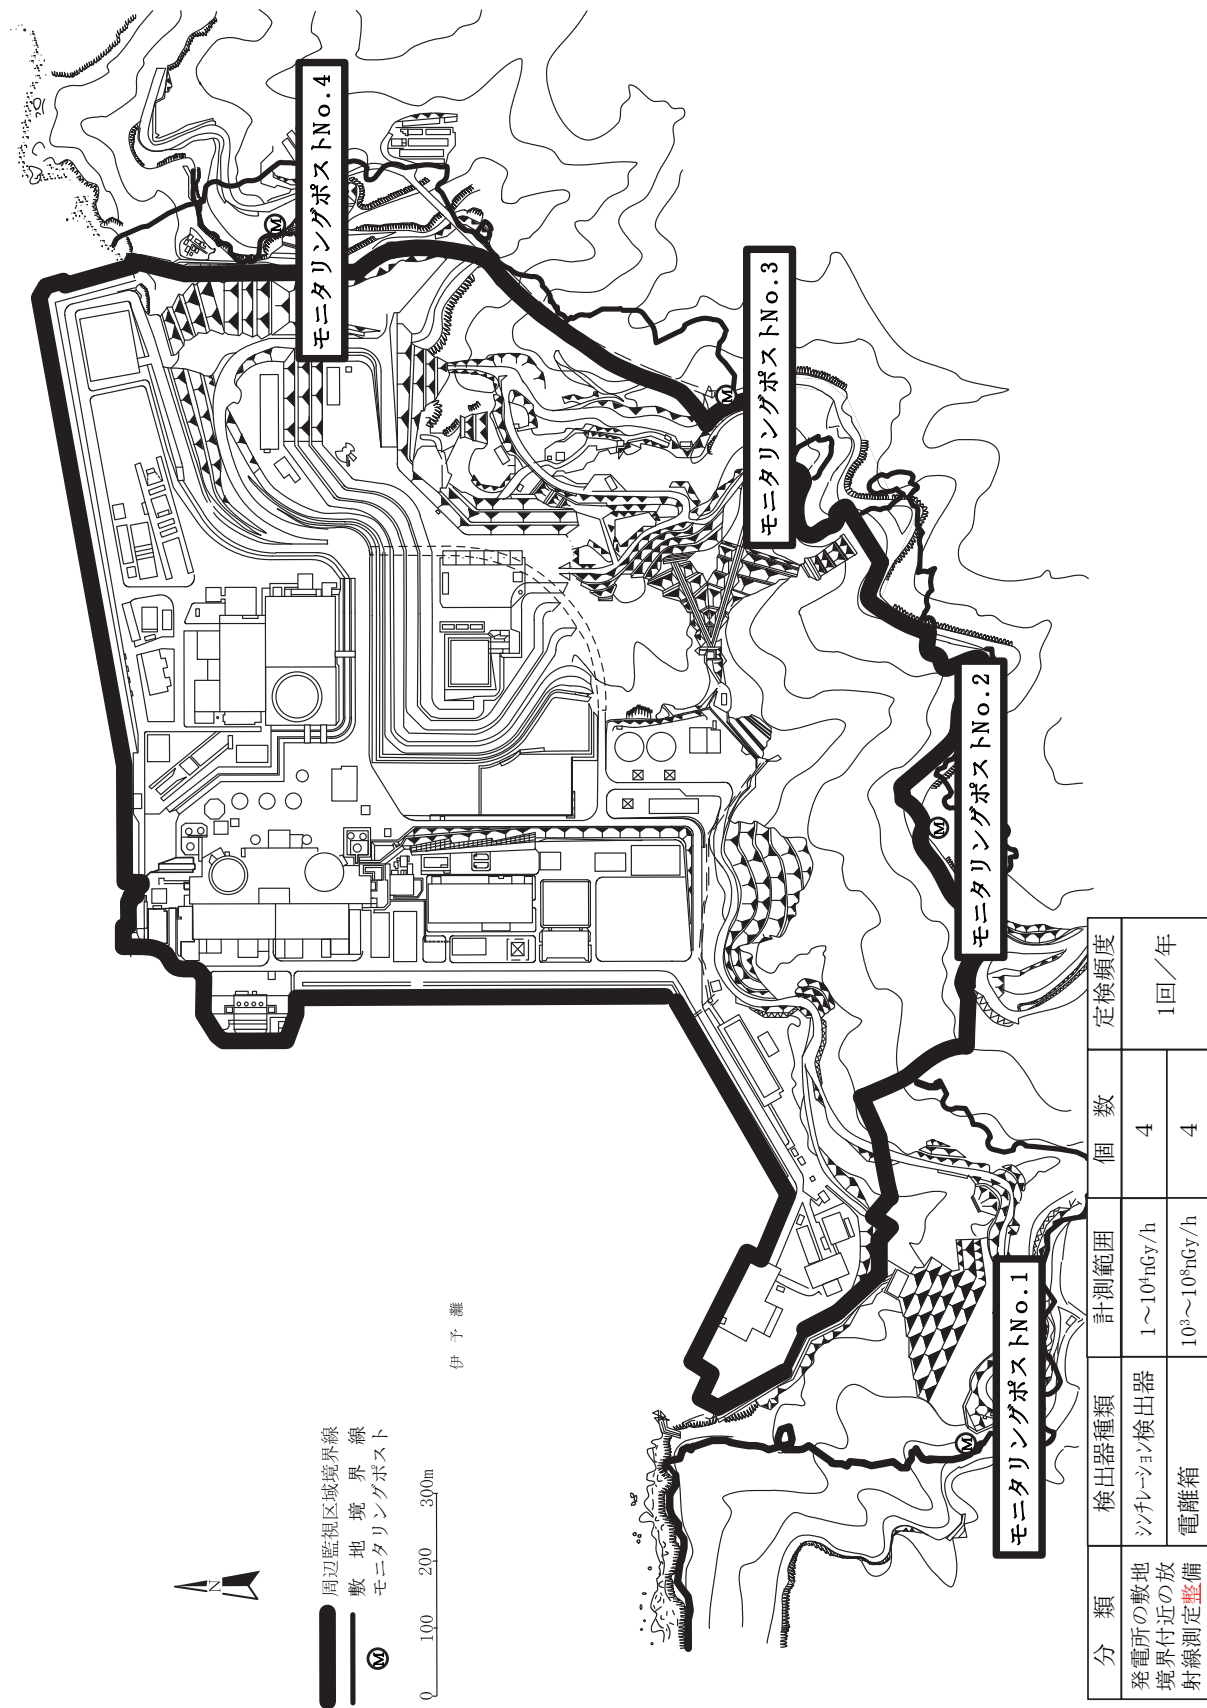 モニタリングポストNo.4
モニタリングポストNo.3
モニタリングポストNo.2
モニタリングポストNo.1
Ⓜ
Ⓜ
Ⓜ
Ⓜ
伊予灘
N
周辺監視区域境界線
敷地境界線
Ⓜ モニタリングポスト
0 100 200 300m
分類 検出器種類 計測範囲 個数 定検頻度
発電所の敷地
境界付近の放
射線測定整備
シンチレーション検出器 1~10⁴nGy/h 4 1回/年
電離箱 10³~10⁸nGy/h 4